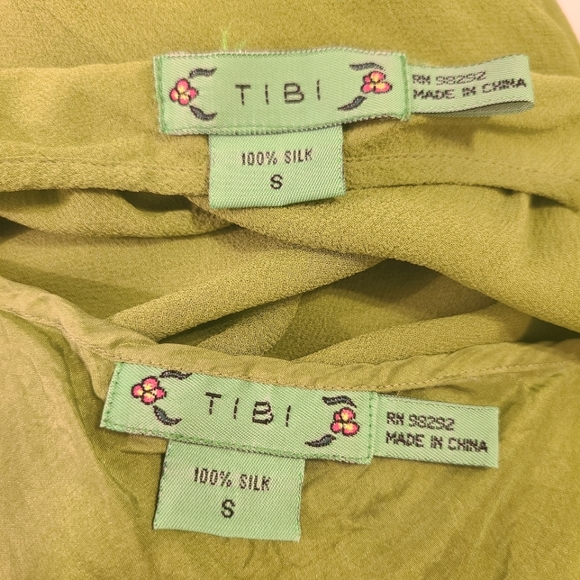 TIBI
RN 98292
MADE IN CHINA
100% SILK
S
TIBI
RN 98292
MADE IN CHINA
100% SILK
S